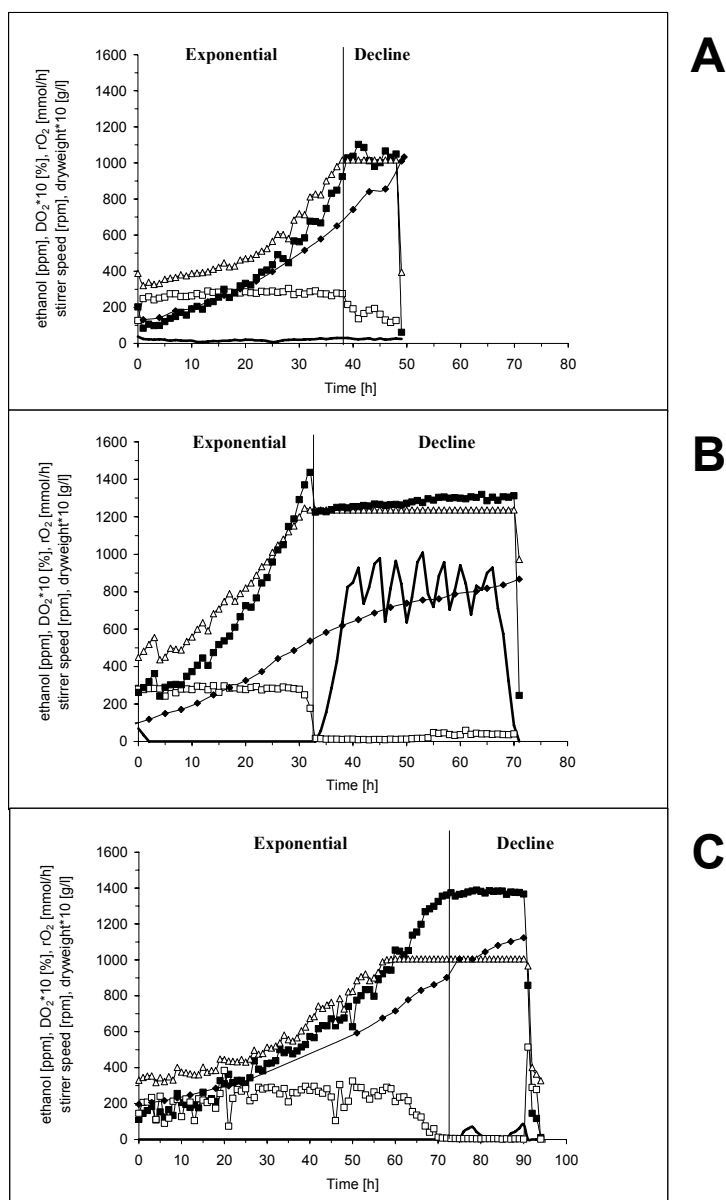 A
Exponential Decline
1600
1400
1200
1000
800
600
400
200
0
0 10 20 30 40 50 60 70 80
Time [h]
ethanol [ppm], DO₂*10 [%], rO₂ [mmol/h]
stirrer speed [rpm], dryweight*10 [g/l]
B
Exponential Decline
1600
1400
1200
1000
800
600
400
200
0
0 10 20 30 40 50 60 70 80
Time [h]
ethanol [ppm], DO₂*10 [%], rO₂ [mmol/h]
stirrer speed [rpm], dryweight*10 [g/l]
C
Exponential Decline
1600
1400
1200
1000
800
600
400
200
0
0 10 20 30 40 50 60 70 80 90 100
Time [h]
ethanol [ppm], DO₂*10 [%], rO₂ [mmol/h]
stirrer speed [rpm], dryweight*10 [g/l]